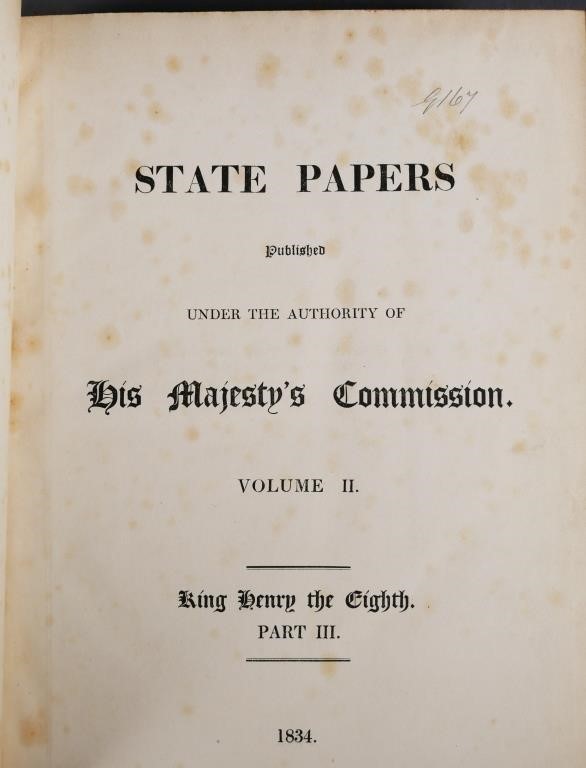 g167
STATE PAPERS
Published
UNDER THE AUTHORITY OF
His Majesty's Commission.
VOLUME II.
King Henry the Eighth.
PART III.
1834.